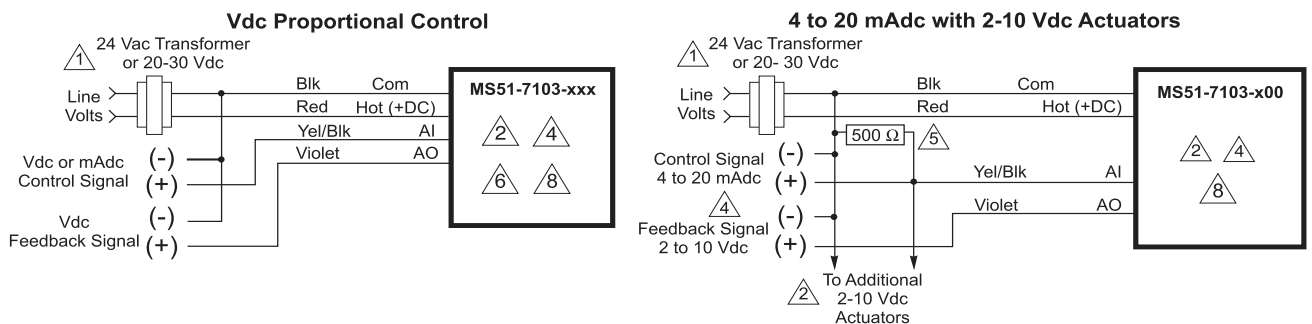 Vdc Proportional Control
1
24 Vac Transformer
or 20-30 Vdc
Line
Volts
Blk Com
Red Hot (+DC)
Yel/Blk AI
Violet AO
MS51-7103-xxx
2 4
6 8
Vdc or mAdc
Control Signal
(-)
(+)
Vdc
Feedback Signal
(-)
(+)
4 to 20 mAdc with 2-10 Vdc Actuators
1
24 Vac Transformer
or 20- 30 Vdc
Line
Volts
Blk Com
Red Hot (+DC)
500 Ω
5
Control Signal
4 to 20 mAdc
(-)
(+)
Yel/Blk AI
Violet AO
MS51-7103-x00
2 4
8
4
Feedback Signal
2 to 10 Vdc
(-)
(+)
2
To Additional
2-10 Vdc
Actuators